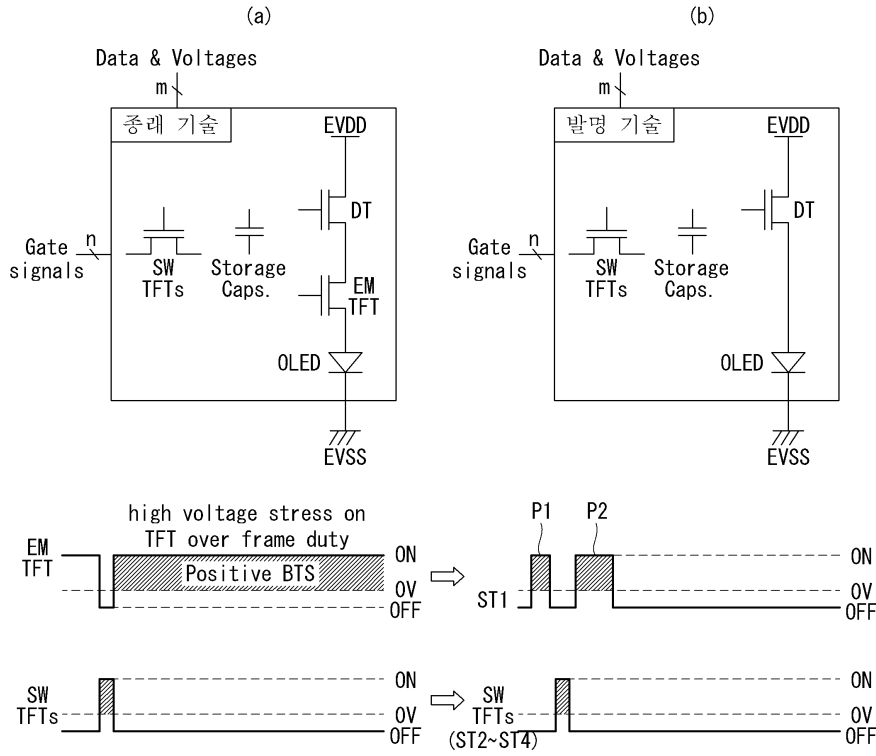 (a)
Data & Voltages
m
종래 기술
EVDD
DT
n
Gate
signals
SW
TFTs
Storage
Caps.
EM
TFT
OLED
EVSS
(b)
Data & Voltages
m
발명 기술
EVDD
DT
n
Gate
signals
SW
TFTs
Storage
Caps.
OLED
EVSS
high voltage stress on
TFT over frame duty
EM
TFT
Positive BTS
ON
0V
OFF
P1
P2
ST1
ON
0V
OFF
SW
TFTs
ON
0V
OFF
SW
TFTs
(ST2~ST4)
ON
0V
OFF